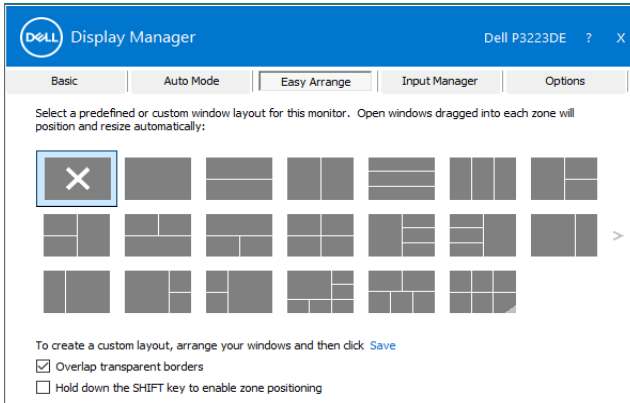 DELL Display Manager Dell P3223DE ? X
Basic Auto Mode Easy Arrange Input Manager Options
Select a predefined or custom window layout for this monitor. Open windows dragged into each zone will
position and resize automatically:
>
To create a custom layout, arrange your windows and then click Save
Overlap transparent borders
Hold down the SHIFT key to enable zone positioning